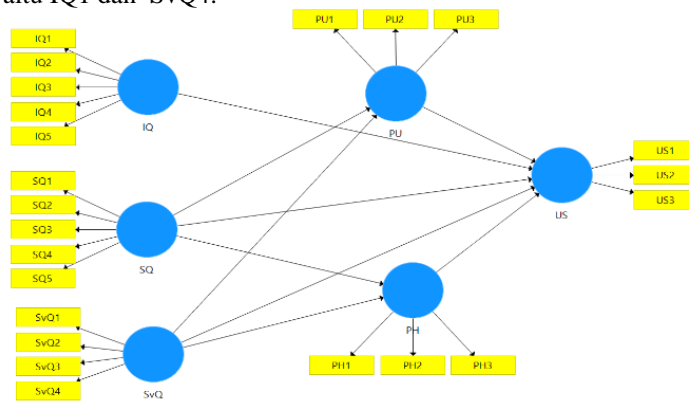 IQ1 dan SvQ4.
PU1 PU2 PU3
IQ1
IQ2
IQ3
IQ4
IQ5
IQ
PU
US1
US2
US3
US
SQ1
SQ2
SQ3
SQ4
SQ5
SQ
SvQ1
SvQ2
SvQ3
SvQ4
SvQ
PH
PH1 PH2 PH3